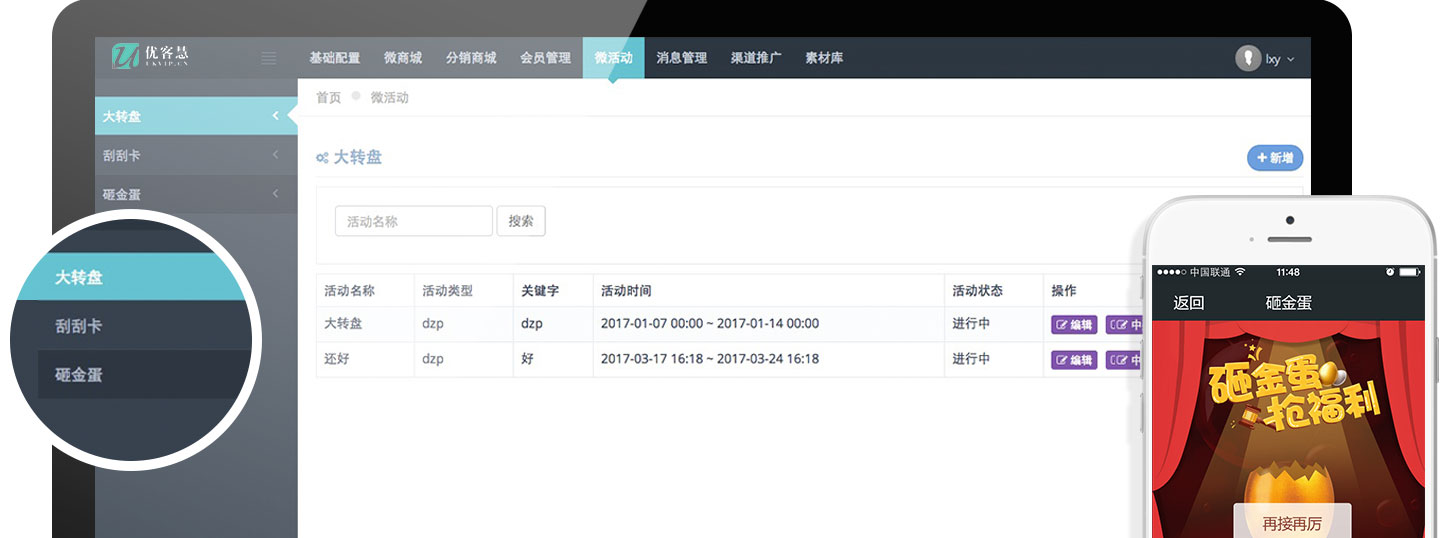 优客慧
UKVIP.CN
基础配置 微商城 分销商城 会员管理 微活动 消息管理 渠道推广 素材库
lxy
首页 微活动
大转盘
刮刮卡
砸金蛋
大转盘
新增
活动名称 搜索
活动名称 活动类型 关键字 活动时间 活动状态 操作
大转盘 dzp dzp 2017-01-07 00:00 ~ 2017-01-14 00:00 进行中 编辑 中
还好 dzp 好 2017-03-17 16:18 ~ 2017-03-24 16:18 进行中 编辑 中
大转盘
刮刮卡
砸金蛋
中国联通 11:48
返回 砸金蛋
砸金蛋
抢福利
再接再厉